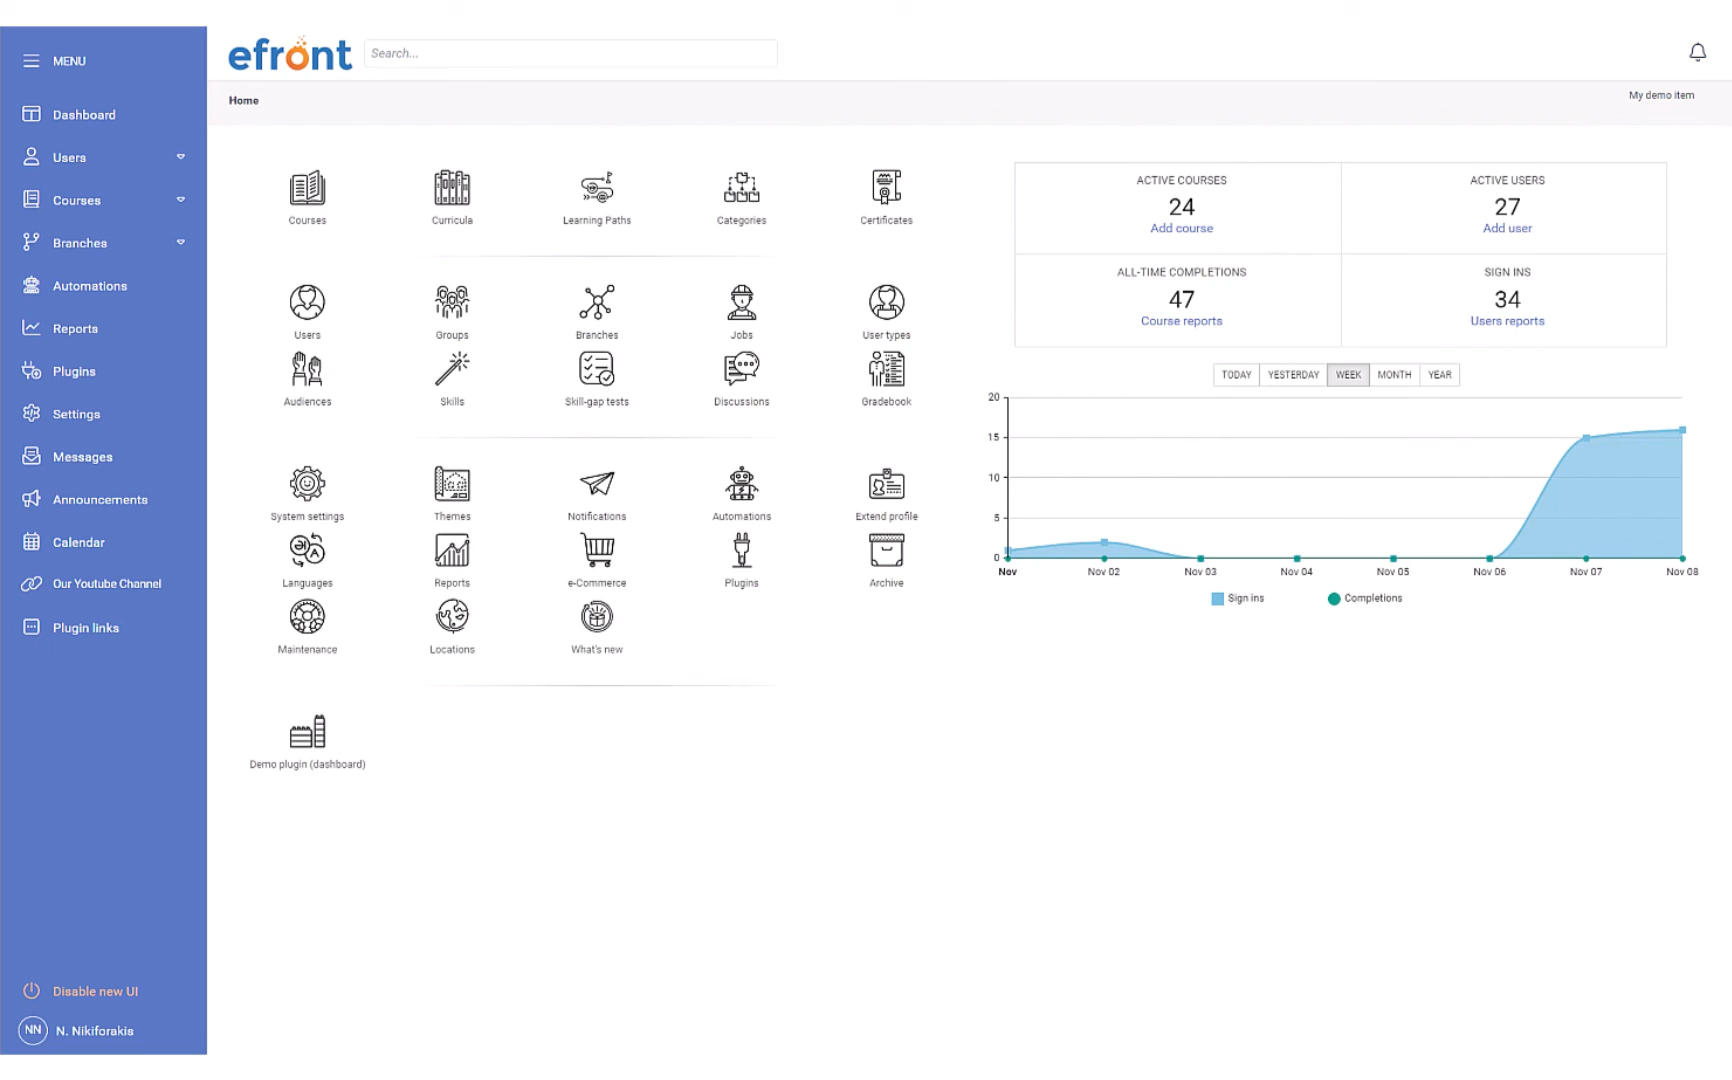 MENU
Dashboard
Users
Courses
Branches
Automations
Reports
Plugins
Settings
Messages
Announcements
Calendar
Our Youtube Channel
Plugin links
Disable new UI
NN N. Nikiforakis
efront Search...
Home
My demo item
Courses Curricula Learning Paths Categories Certificates
Users Groups Branches Jobs User types
Audiences Skills Skill-gap tests Discussions Gradebook
System settings Themes Notifications Automations Extend profile
Languages Reports e-Commerce Plugins Archive
Maintenance Locations What's new
Demo plugin (dashboard)
ACTIVE COURSES
24
Add course
ACTIVE USERS
27
Add user
ALL-TIME COMPLETIONS
47
Course reports
SIGN INS
34
Users reports
TODAY YESTERDAY WEEK MONTH YEAR
20
15
10
5
0
Nov Nov 02 Nov 03 Nov 04 Nov 05 Nov 06 Nov 07 Nov 08
Sign ins Completions